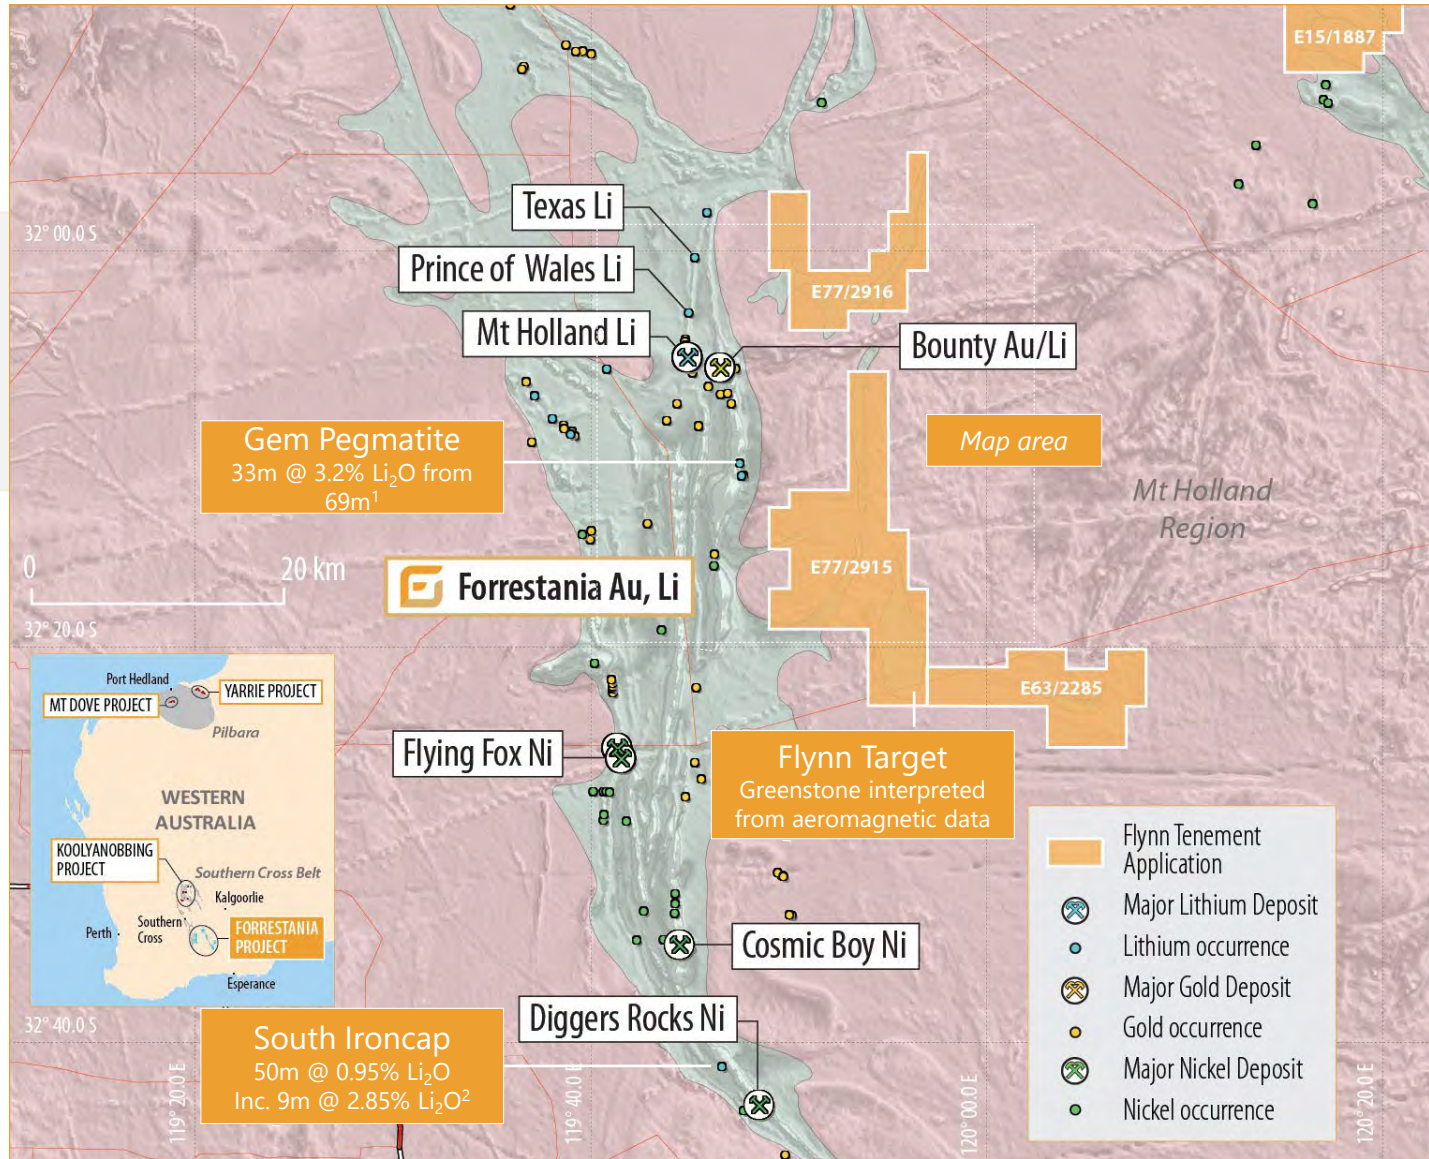 E15/1887
Texas Li
32° 00.0 S
Prince of Wales Li
E77/2916
Mt Holland Li
Bounty Au/Li
Gem Pegmatite
33m @ 3.2% Li₂O from
69m¹
Map area
Mt Holland
Region
0
20 km
Forrestania Au, Li
E77/2915
32° 20.0 S
E63/2285
Port Hedland
YARRIE PROJECT
MT DOVE PROJECT
Pilbara
WESTERN
AUSTRALIA
KOOLYANOBBING
PROJECT
Southern Cross Belt
Kalgoorlie
Southern
Cross
Perth
FORRESTANIA
PROJECT
Esperance
Flying Fox Ni
Flynn Target
Greenstone interpreted
from aeromagnetic data
Cosmic Boy Ni
Diggers Rocks Ni
32° 40.0 S
South Ironcap
50m @ 0.95% Li₂O
Inc. 9m @ 2.85% Li₂O²
Flynn Tenement
Application
Major Lithium Deposit
Lithium occurrence
Major Gold Deposit
Gold occurrence
Major Nickel Deposit
Nickel occurrence
119° 20.0 E
119° 40.0 E
120° 00.0 E
120° 20.0 E